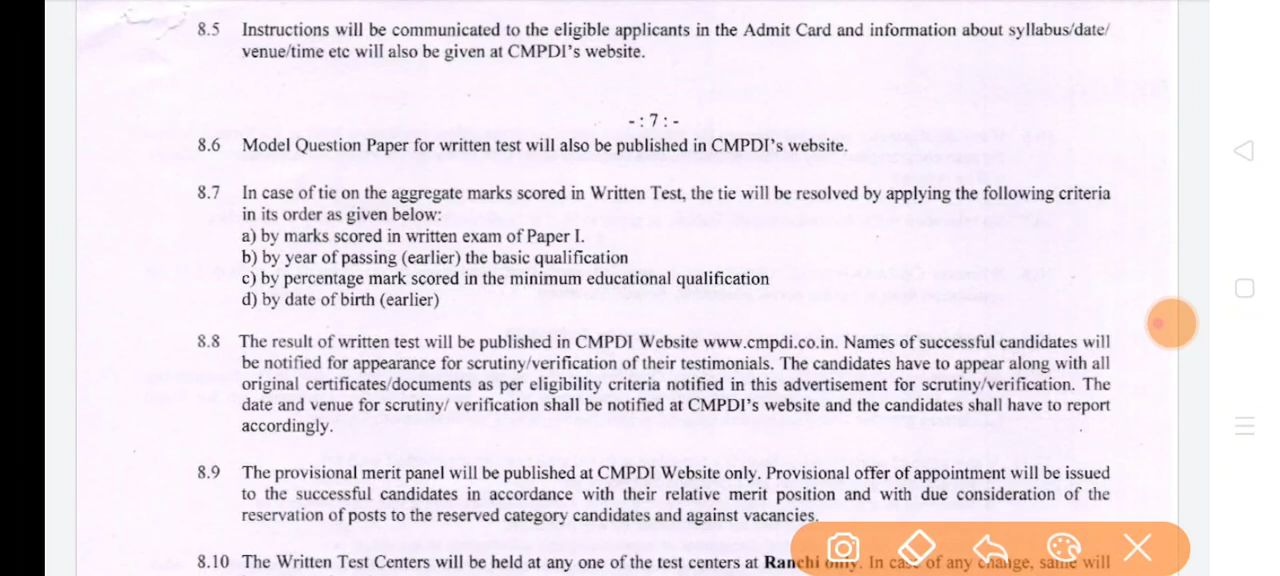 8.5 Instructions will be communicated to the eligible applicants in the Admit Card and information about syllabus/date/
venue/time etc will also be given at CMPDI's website.
- : 7 : -
8.6 Model Question Paper for written test will also be published in CMPDI's website.
8.7 In case of tie on the aggregate marks scored in Written Test, the tie will be resolved by applying the following criteria
in its order as given below:
a) by marks scored in written exam of Paper I.
b) by year of passing (earlier) the basic qualification
c) by percentage mark scored in the minimum educational qualification
d) by date of birth (earlier)
8.8 The result of written test will be published in CMPDI Website www.cmpdi.co.in. Names of successful candidates will
be notified for appearance for scrutiny/verification of their testimonials. The candidates have to appear along with all
original certificates/documents as per eligibility criteria notified in this advertisement for scrutiny/verification. The
date and venue for scrutiny/ verification shall be notified at CMPDI's website and the candidates shall have to report
accordingly.
8.9 The provisional merit panel will be published at CMPDI Website only. Provisional offer of appointment will be issued
to the successful candidates in accordance with their relative merit position and with due consideration of the
reservation of posts to the reserved category candidates and against vacancies.
8.10 The Written Test Centers will be held at any one of the test centers at Ranchi only. In case of any change, same will